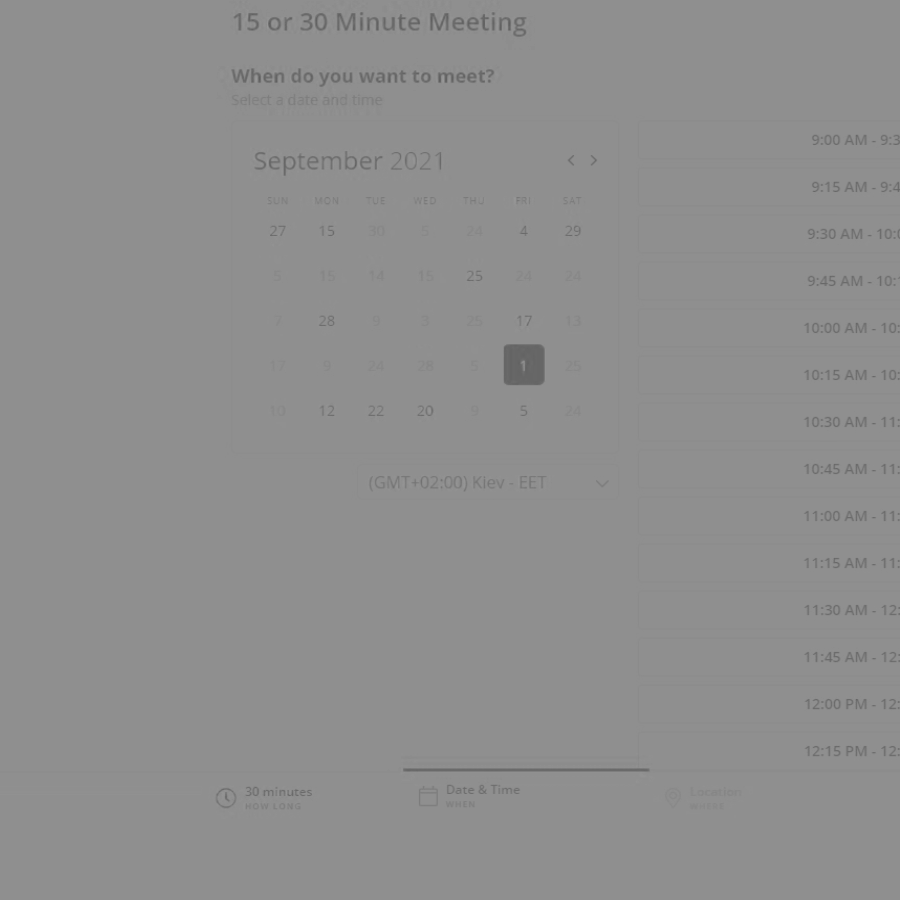 15 or 30 Minute Meeting
When do you want to meet?
Select a date and time
September 2021
SUN MON TUE WED THU FRI SAT
27 15 30 5 24 4 29
5 15 14 15 25 24 24
7 28 9 3 25 17 13
17 9 24 28 5 1 25
10 12 22 20 9 5 24
(GMT+02:00) Kiev - EET
9:00 AM - 9:3
9:15 AM - 9:4
9:30 AM - 10:0
9:45 AM - 10:1
10:00 AM - 10:
10:15 AM - 10:
10:30 AM - 11:
10:45 AM - 11:
11:00 AM - 11:
11:15 AM - 11:
11:30 AM - 12:
11:45 AM - 12:
12:00 PM - 12:
12:15 PM - 12:
30 minutes
HOW LONG
Date & Time
WHEN
Location
WHERE